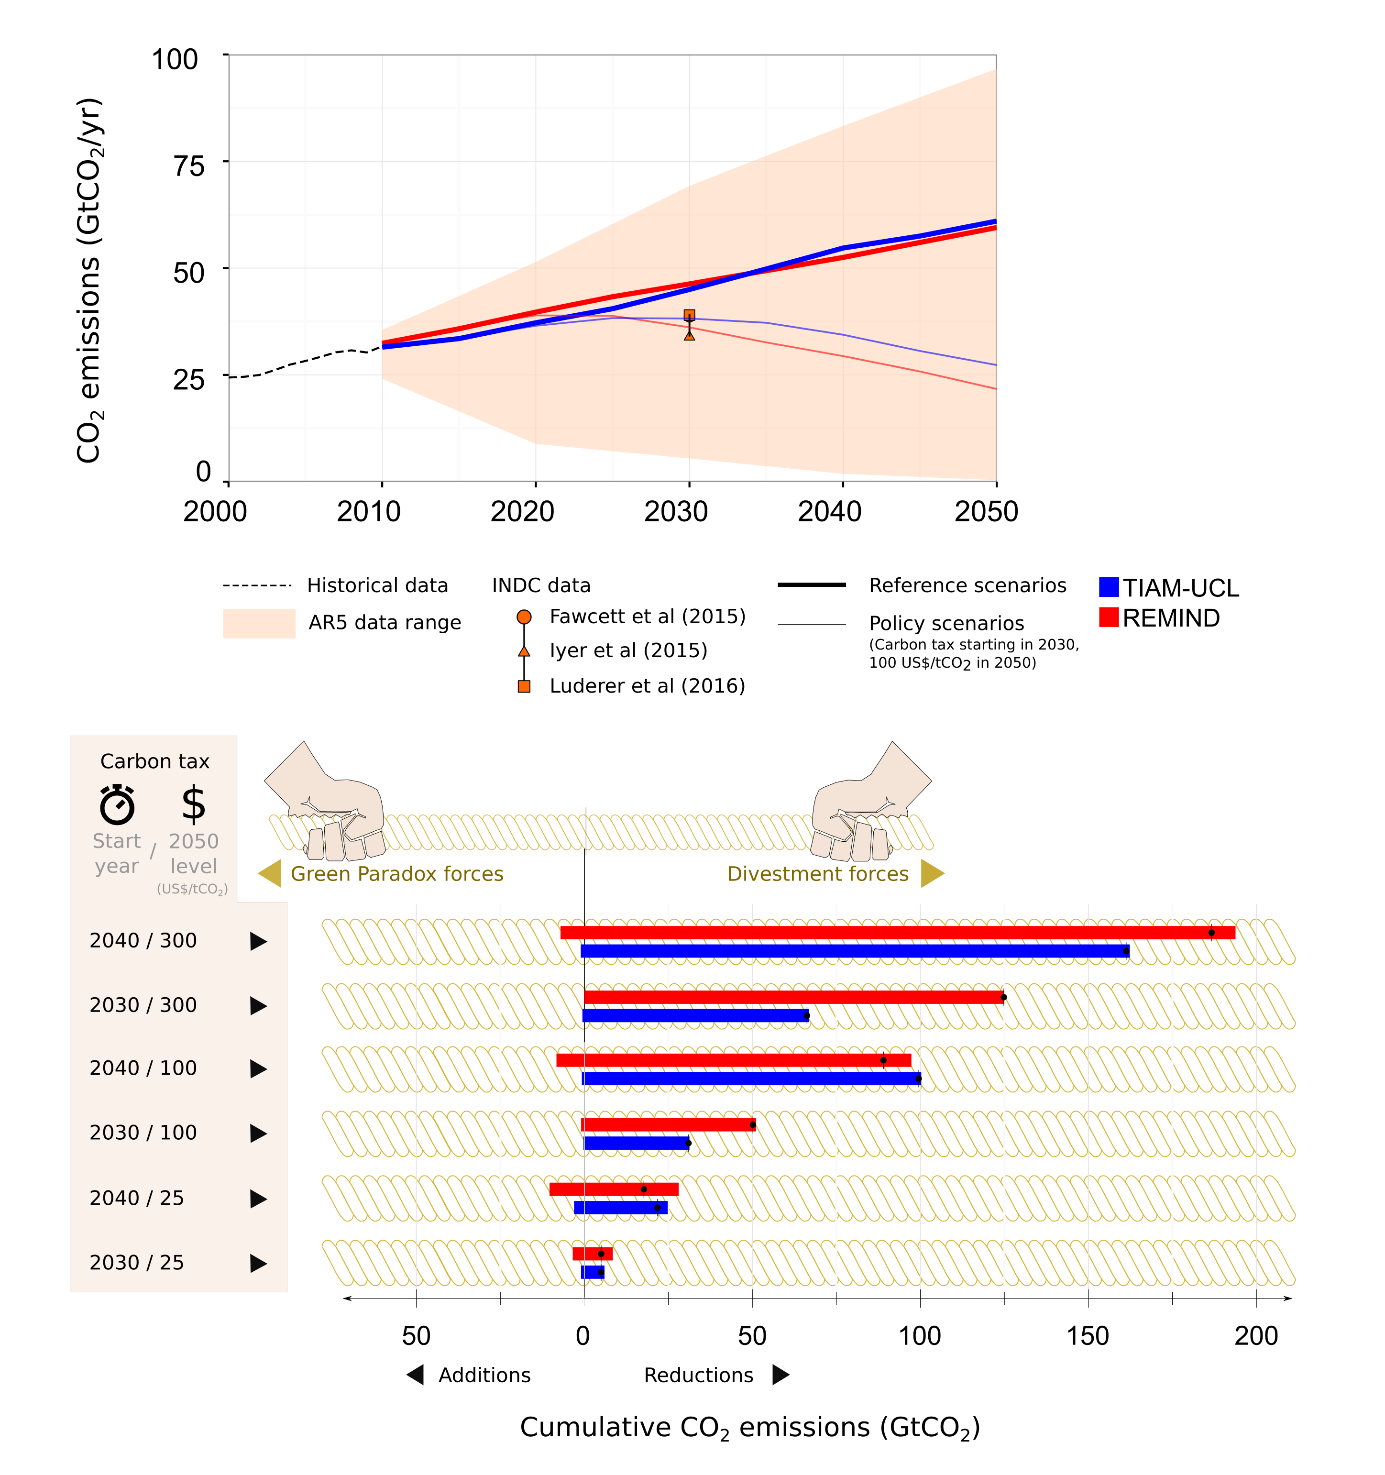 100
75
50
25
0
CO2 emissions (GtCO2/yr)
2000 2010 2020 2030 2040 2050
Historical data
AR5 data range
INDC data
Fawcett et al (2015)
Iyer et al (2015)
Luderer et al (2016)
Reference scenarios
Policy scenarios
(Carbon tax starting in 2030,
100 US$/tCO2 in 2050)
TIAM-UCL
REMIND
Carbon tax
$
Start year / 2050 level
(US$/tCO2)
Green Paradox forces
Divestment forces
2040 / 300
2030 / 300
2040 / 100
2030 / 100
2040 / 25
2030 / 25
50 0 50 100 150 200
Additions Reductions
Cumulative CO2 emissions (GtCO2)